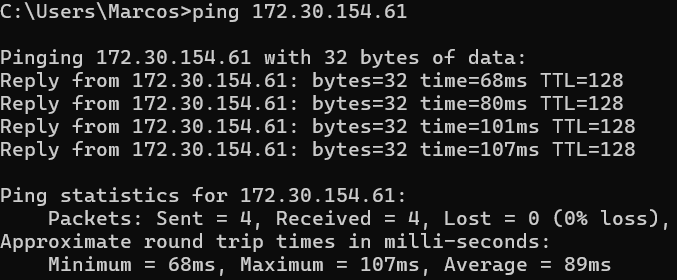 C:\Users\Marcos>ping 172.30.154.61
Pinging 172.30.154.61 with 32 bytes of data:
Reply from 172.30.154.61: bytes=32 time=68ms TTL=128
Reply from 172.30.154.61: bytes=32 time=80ms TTL=128
Reply from 172.30.154.61: bytes=32 time=101ms TTL=128
Reply from 172.30.154.61: bytes=32 time=107ms TTL=128
Ping statistics for 172.30.154.61:
    Packets: Sent = 4, Received = 4, Lost = 0 (0% loss),
Approximate round trip times in milli-seconds:
    Minimum = 68ms, Maximum = 107ms, Average = 89ms